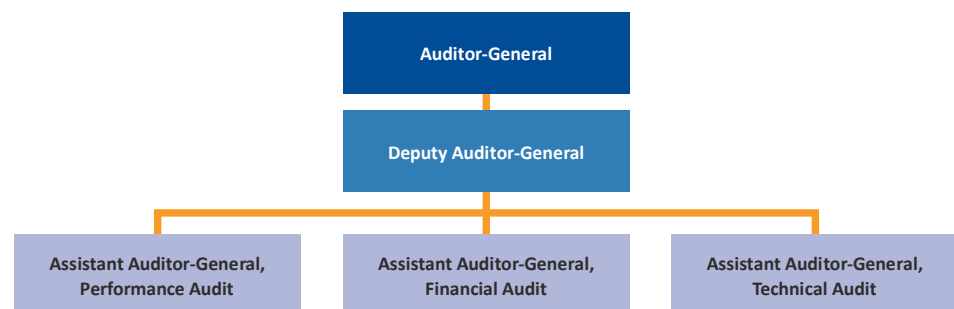 Auditor-General
Deputy Auditor-General
Assistant Auditor-General,
Performance Audit
Assistant Auditor-General,
Financial Audit
Assistant Auditor-General,
Technical Audit